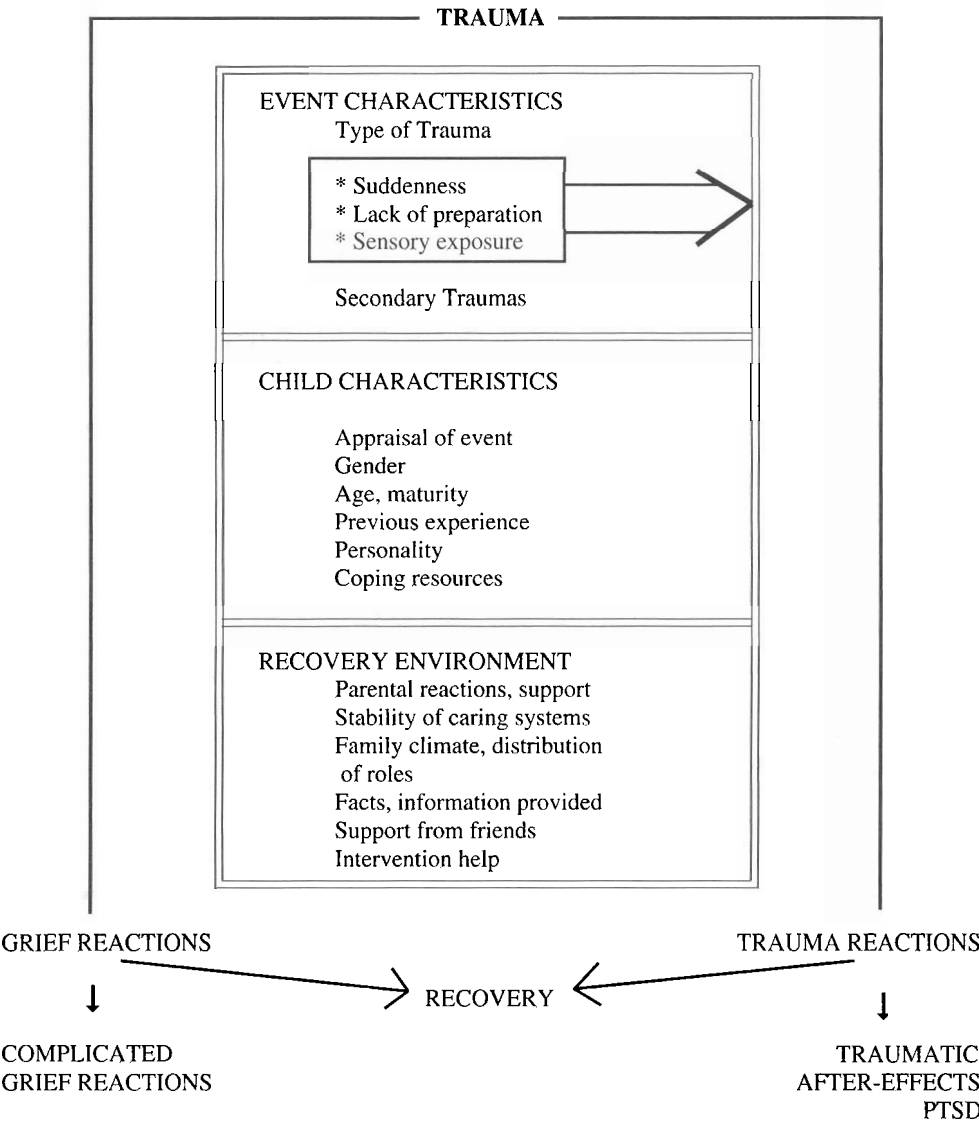 TRAUMA
EVENT CHARACTERISTICS
Type of Trauma
* Suddenness
* Lack of preparation
* Sensory exposure
Secondary Traumas
CHILD CHARACTERISTICS
Appraisal of event
Gender
Age, maturity
Previous experience
Personality
Coping resources
RECOVERY ENVIRONMENT
Parental reactions, support
Stability of caring systems
Family climate, distribution
of roles
Facts, information provided
Support from friends
Intervention help
GRIEF REACTIONS
TRAUMA REACTIONS
RECOVERY
COMPLICATED
GRIEF REACTIONS
TRAUMATIC
AFTER-EFFECTS
PTSD